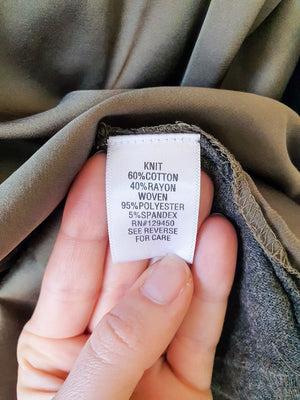 KNIT
60%COTTON
40%RAYON
WOVEN
95%POLYESTER
5%SPANDEX
RN#129450
SEE REVERSE
FOR CARE